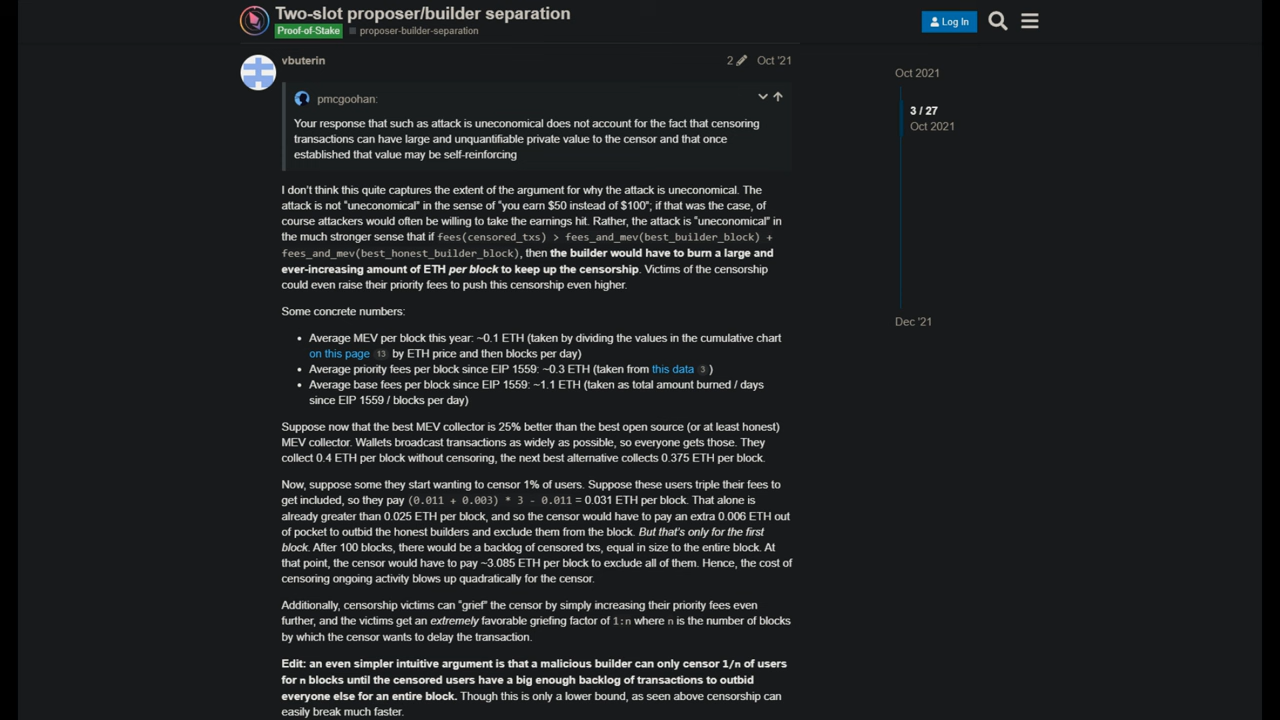 Two-slot proposer/builder separation
Proof-of-Stake proposer-builder-separation
Log In
vbuterin
2 Oct '21
pmcgoohan:
Your response that such as attack is uneconomical does not account for the fact that censoring
transactions can have large and unquantifiable private value to the censor and that once
established that value may be self-reinforcing
I don't think this quite captures the extent of the argument for why the attack is uneconomical. The
attack is not "uneconomical" in the sense of "you earn $50 instead of $100"; if that was the case, of
course attackers would often be willing to take the earnings hit. Rather, the attack is "uneconomical" in
the much stronger sense that if fees(censored_txs) > fees_and_mev(best_builder_block) +
fees_and_mev(best_honest_builder_block), then the builder would have to burn a large and
ever-increasing amount of ETH per block to keep up the censorship. Victims of the censorship
could even raise their priority fees to push this censorship even higher.
Some concrete numbers:
• Average MEV per block this year: ~0.1 ETH (taken by dividing the values in the cumulative chart
on this page 13 by ETH price and then blocks per day)
• Average priority fees per block since EIP 1559: ~0.3 ETH (taken from this data 3 )
• Average base fees per block since EIP 1559: ~1.1 ETH (taken as total amount burned / days
since EIP 1559 / blocks per day)
Suppose now that the best MEV collector is 25% better than the best open source (or at least honest)
MEV collector. Wallets broadcast transactions as widely as possible, so everyone gets those. They
collect 0.4 ETH per block without censoring, the next best alternative collects 0.375 ETH per block.
Now, suppose some they start wanting to censor 1% of users. Suppose these users triple their fees to
get included, so they pay (0.011 + 0.003) * 3 - 0.011 = 0.031 ETH per block. That alone is
already greater than 0.025 ETH per block, and so the censor would have to pay an extra 0.006 ETH out
of pocket to outbid the honest builders and exclude them from the block. But that's only for the first
block. After 100 blocks, there would be a backlog of censored txs, equal in size to the entire block. At
that point, the censor would have to pay ~3.085 ETH per block to exclude all of them. Hence, the cost of
censoring ongoing activity blows up quadratically for the censor.
Additionally, censorship victims can "grief" the censor by simply increasing their priority fees even
further, and the victims get an extremely favorable griefing factor of 1:n where n is the number of blocks
by which the censor wants to delay the transaction.
Edit: an even simpler intuitive argument is that a malicious builder can only censor 1/n of users
for n blocks until the censored users have a big enough backlog of transactions to outbid
everyone else for an entire block. Though this is only a lower bound, as seen above censorship can
easily break much faster.
Oct 2021
3 / 27
Oct 2021
Dec '21